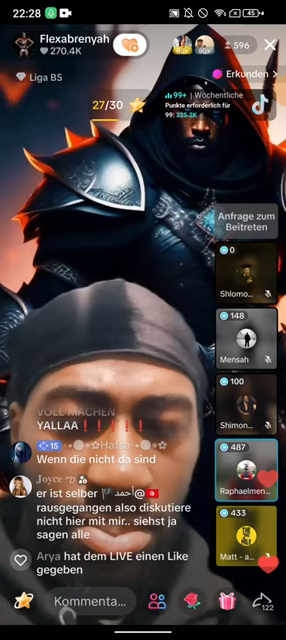 22:28
45
Flexabrenyah
270.4K
60+
80+
596
Liga B5
Erkunden >
27/30
99+ | Wöchentliche
Punkte erforderlich für
99: 325.2K
Anfrage zum
Beitreten
0
Shlomo...
148
Mensah
100
Shimon...
487
Raphaelmen...
433
Matt - a...
VOLL MACHEN
YALLAA ❗❗❗❗
15
Wenn die nicht da sind
Joyce
er ist selber 🏴 أحمد@🇹🇳
rausgegangen also diskutiere
nicht hier mit mir.. siehst ja
sagen alle
Arya hat dem LIVE einen Like
gegeben
Kommenta...
122